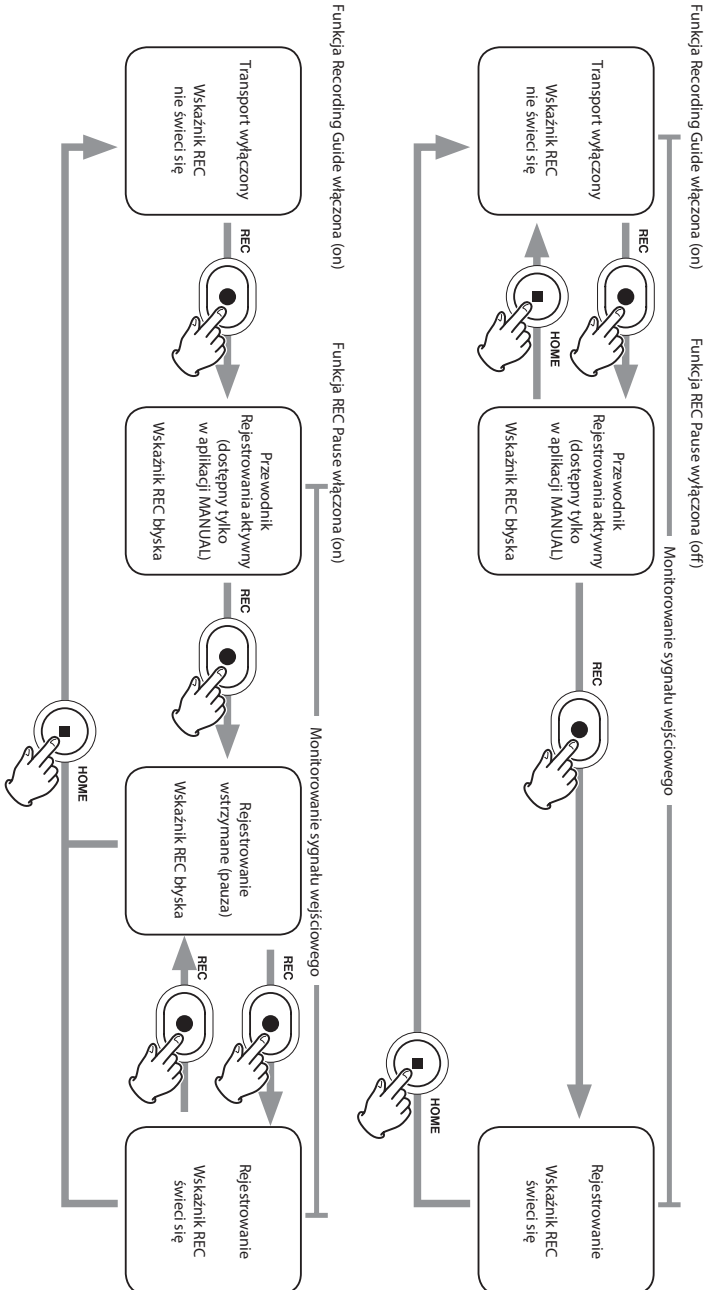 Funkcja Recording Guide włączona (on)
Funkcja REC Pause wyłączona (off)
Monitorowanie sygnału wejściowego
Transport wyłączony
Wskaźnik REC
nie świeci się
REC
HOME
Przewodnik
Rejestrowania aktywny
(dostępny tylko
w aplikacji MANUAL)
Wskaźnik REC błyska
REC
Rejestrowanie
Wskaźnik REC
świeci się
HOME
Funkcja Recording Guide włączona (on)
Funkcja REC Pause włączona (on)
Monitorowanie sygnału wejściowego
Transport wyłączony
Wskaźnik REC
nie świeci się
REC
Przewodnik
Rejestrowania aktywny
(dostępny tylko
w aplikacji MANUAL)
Wskaźnik REC błyska
REC
Rejestrowanie
wstrzymane (pauza)
Wskaźnik REC błyska
REC
REC
Rejestrowanie
Wskaźnik REC
świeci się
HOME